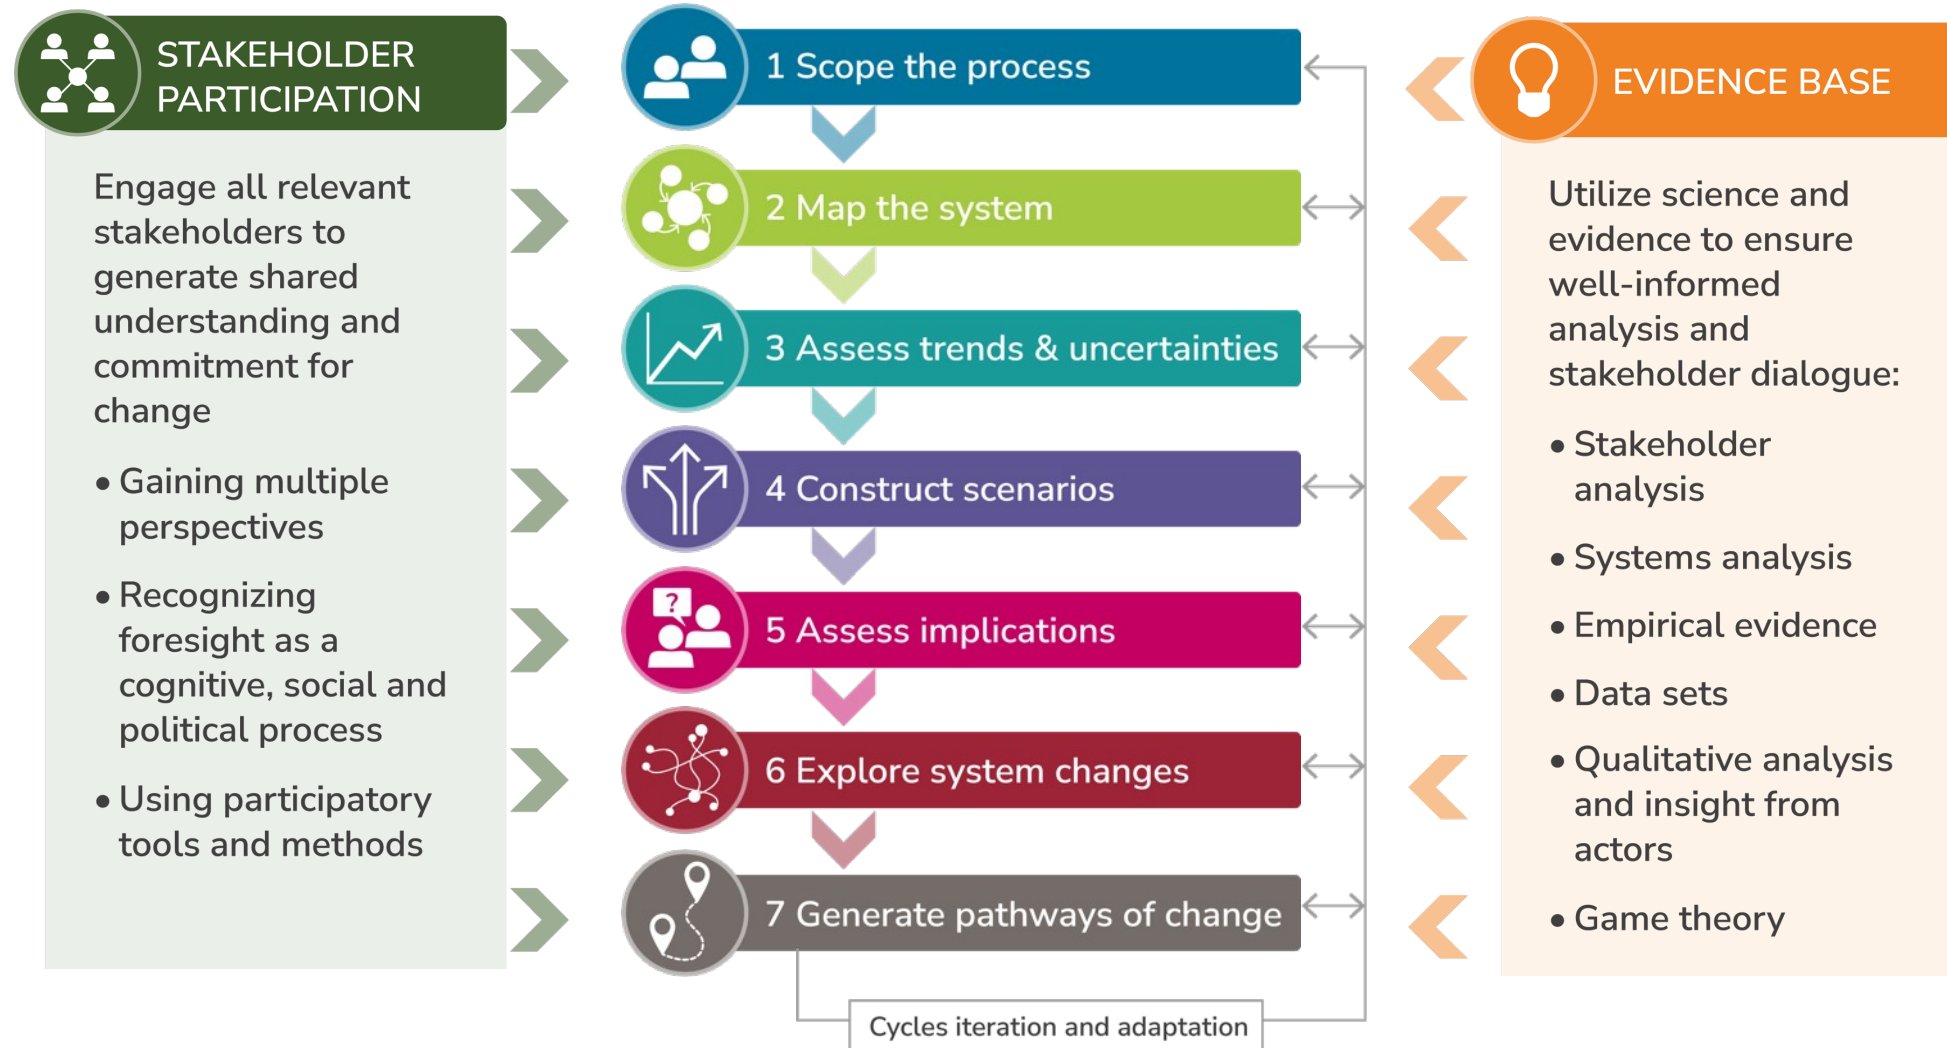 STAKEHOLDER
PARTICIPATION
Engage all relevant
stakeholders to
generate shared
understanding and
commitment for
change
• Gaining multiple
perspectives
• Recognizing
foresight as a
cognitive, social and
political process
• Using participatory
tools and methods
1 Scope the process
2 Map the system
3 Assess trends & uncertainties
4 Construct scenarios
?
5 Assess implications
6 Explore system changes
7 Generate pathways of change
Cycles iteration and adaptation
EVIDENCE BASE
Utilize science and
evidence to ensure
well-informed
analysis and
stakeholder dialogue:
• Stakeholder
analysis
• Systems analysis
• Empirical evidence
• Data sets
• Qualitative analysis
and insight from
actors
• Game theory